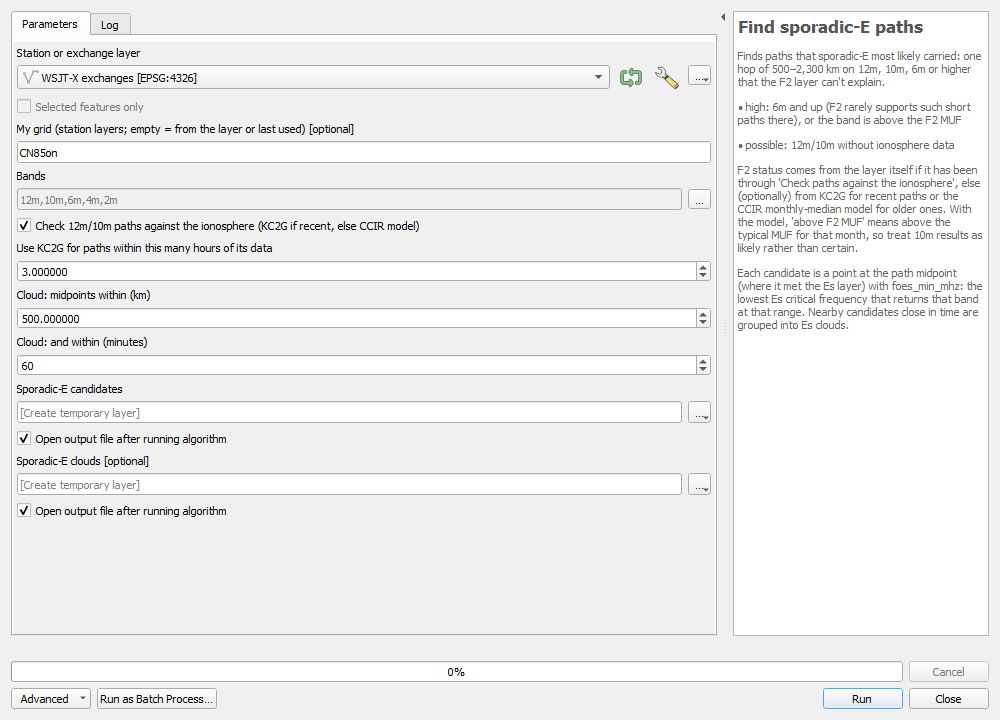 Parameters
Log
Station or exchange layer
WSJT-X exchanges [EPSG:4326]
...
Selected features only
My grid (station layers; empty = from the layer or last used) [optional]
CN85on
Bands
12m,10m,6m,4m,2m
...
Check 12m/10m paths against the ionosphere (KC2G if recent, else CCIR model)
Use KC2G for paths within this many hours of its data
3.000000
Cloud: midpoints within (km)
500.000000
Cloud: and within (minutes)
60
Sporadic-E candidates
[Create temporary layer]
...
Open output file after running algorithm
Sporadic-E clouds [optional]
[Create temporary layer]
...
Open output file after running algorithm
Find sporadic-E paths
Finds paths that sporadic-E most likely carried: one
hop of 500–2,300 km on 12m, 10m, 6m or higher
that the F2 layer can't explain.
• high: 6m and up (F2 rarely supports such short
paths there), or the band is above the F2 MUF
• possible: 12m/10m without ionosphere data
F2 status comes from the layer itself if it has been
through 'Check paths against the ionosphere', else
(optionally) from KC2G for recent paths or the
CCIR monthly-median model for older ones. With
the model, 'above F2 MUF' means above the
typical MUF for that month, so treat 10m results as
likely rather than certain.
Each candidate is a point at the path midpoint
(where it met the Es layer) with foes_min_mhz: the
lowest Es critical frequency that returns that band
at that range. Nearby candidates close in time are
grouped into Es clouds.
0%
Cancel
Advanced
Run as Batch Process...
Run
Close